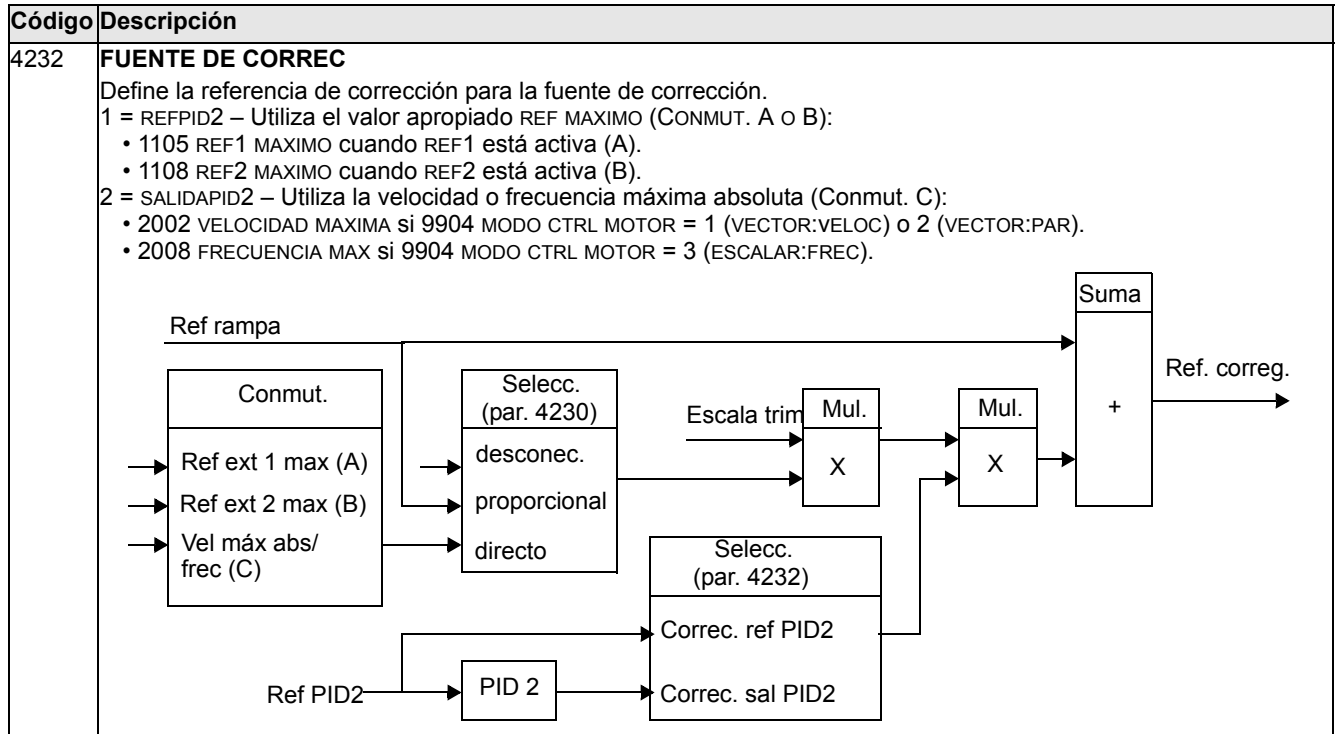 Código Descripción
4232 FUENTE DE CORREC
Define la referencia de corrección para la fuente de corrección.
1 = REFPID2 – Utiliza el valor apropiado REF MAXIMO (CONMUT. A O B):
• 1105 REF1 MAXIMO cuando REF1 está activa (A).
• 1108 REF2 MAXIMO cuando REF2 está activa (B).
2 = SALIDAPID2 – Utiliza la velocidad o frecuencia máxima absoluta (Conmut. C):
• 2002 VELOCIDAD MAXIMA si 9904 MODO CTRL MOTOR = 1 (VECTOR:VELOC) o 2 (VECTOR:PAR).
• 2008 FRECUENCIA MAX si 9904 MODO CTRL MOTOR = 3 (ESCALAR:FREC).
Suma
+
Ref rampa
Ref. correg.
Conmut.
Ref ext 1 max (A)
Ref ext 2 max (B)
Vel máx abs/
frec (C)
Selecc.
(par. 4230)
desconec.
proporcional
directo
Escala trim
Mul.
X
Mul.
X
Selecc.
(par. 4232)
Correc. ref PID2
Correc. sal PID2
Ref PID2
PID 2